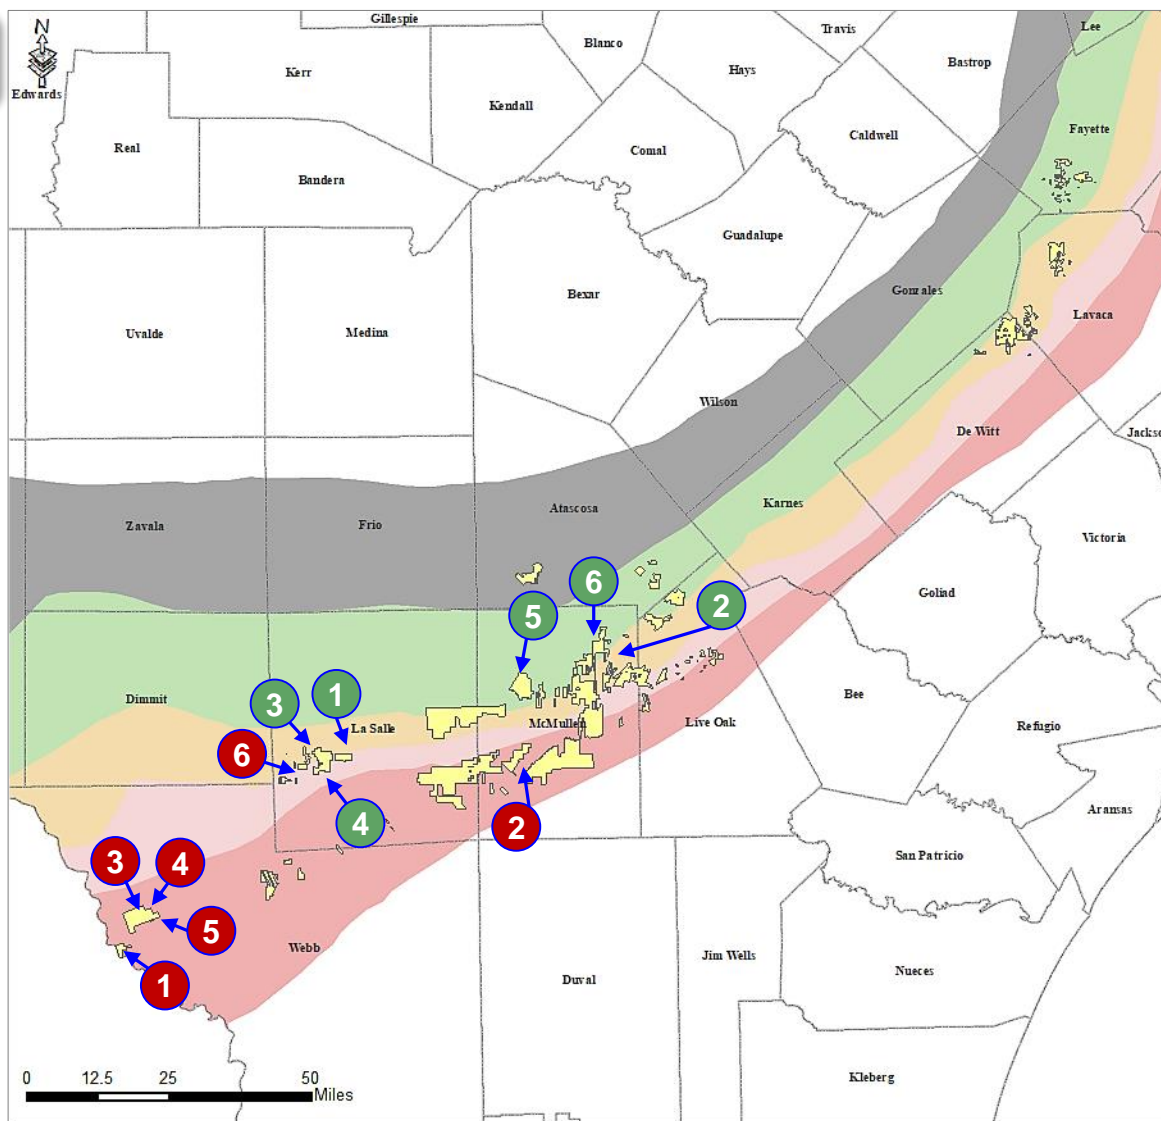 N
Gillespie
Lee
Travis
Blanco
Bastrop
Kerr
Hays
Edwards
Kendall
Fayette
Caldwell
Real
Comal
Bandera
Guadalupe
Gonzales
Bexar
Lavaca
Uvalde
Medina
Wilson
De Witt
Jackso
Karnes
Atascosa
Zavala
Frio
Victoria
6
Goliad
5
2
Dimmit
3
1
La Salle
McMullen
Live Oak
Bee
Refugio
6
4
2
Aransas
San Patricio
3
4
5
Webb
Jim Wells
Nueces
1
Duval
Kleberg
0 12.5 25 50
Miles